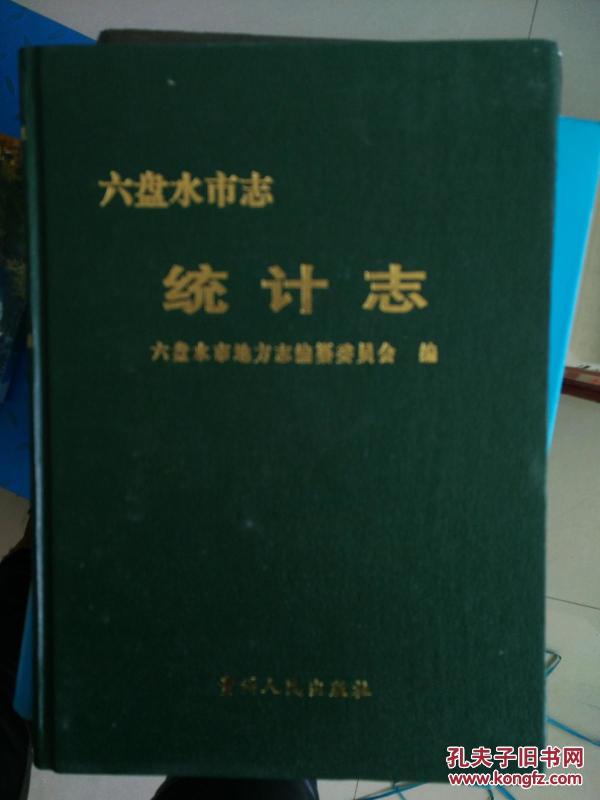 六盘水市志
统计志
六盘水市地方志编纂委员会 编
贵州人民出版社
孔夫子旧书网
www.kongfz.com